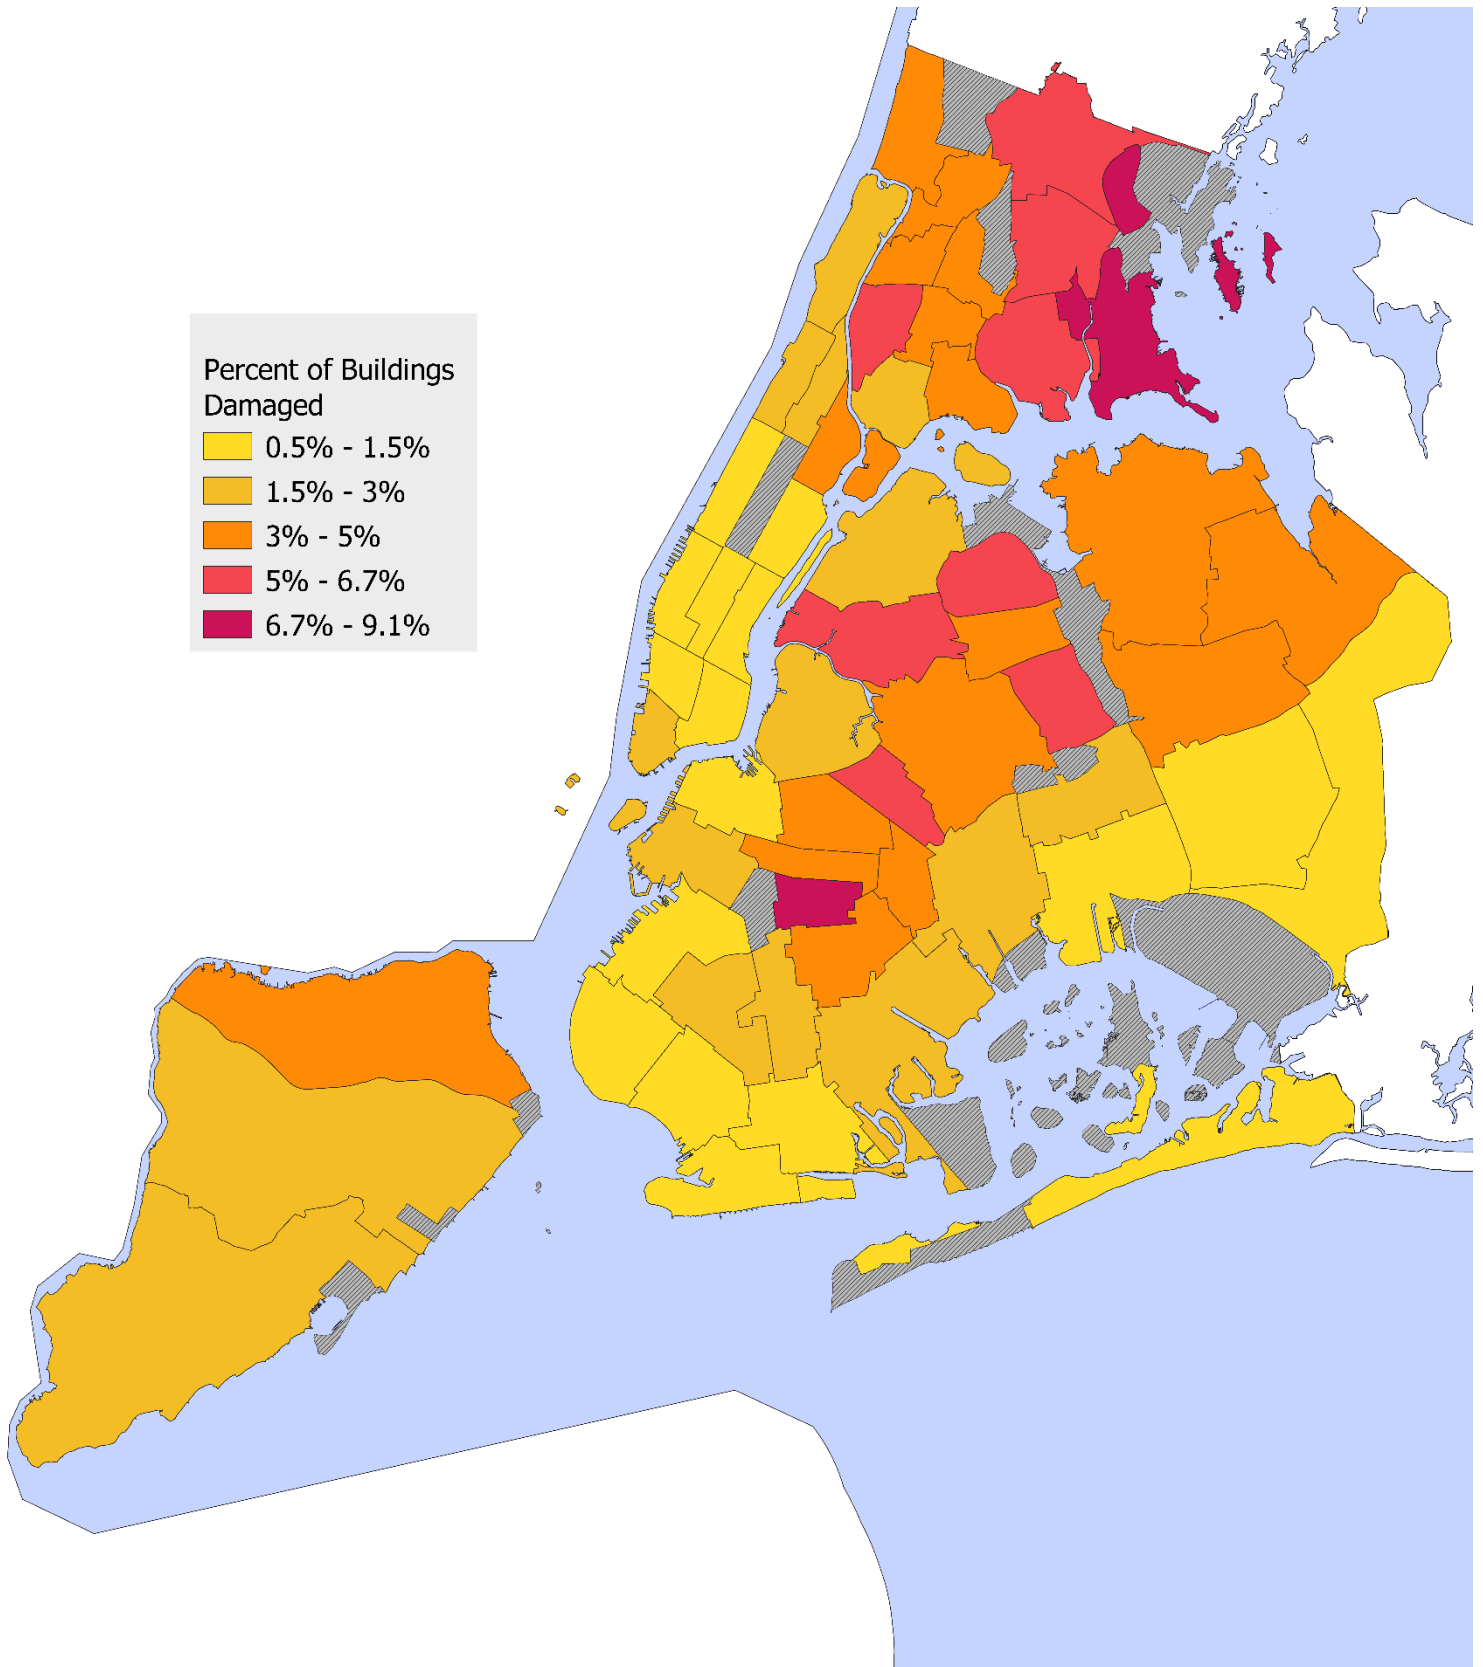 Percent of Buildings
Damaged
0.5% - 1.5%
1.5% - 3%
3% - 5%
5% - 6.7%
6.7% - 9.1%